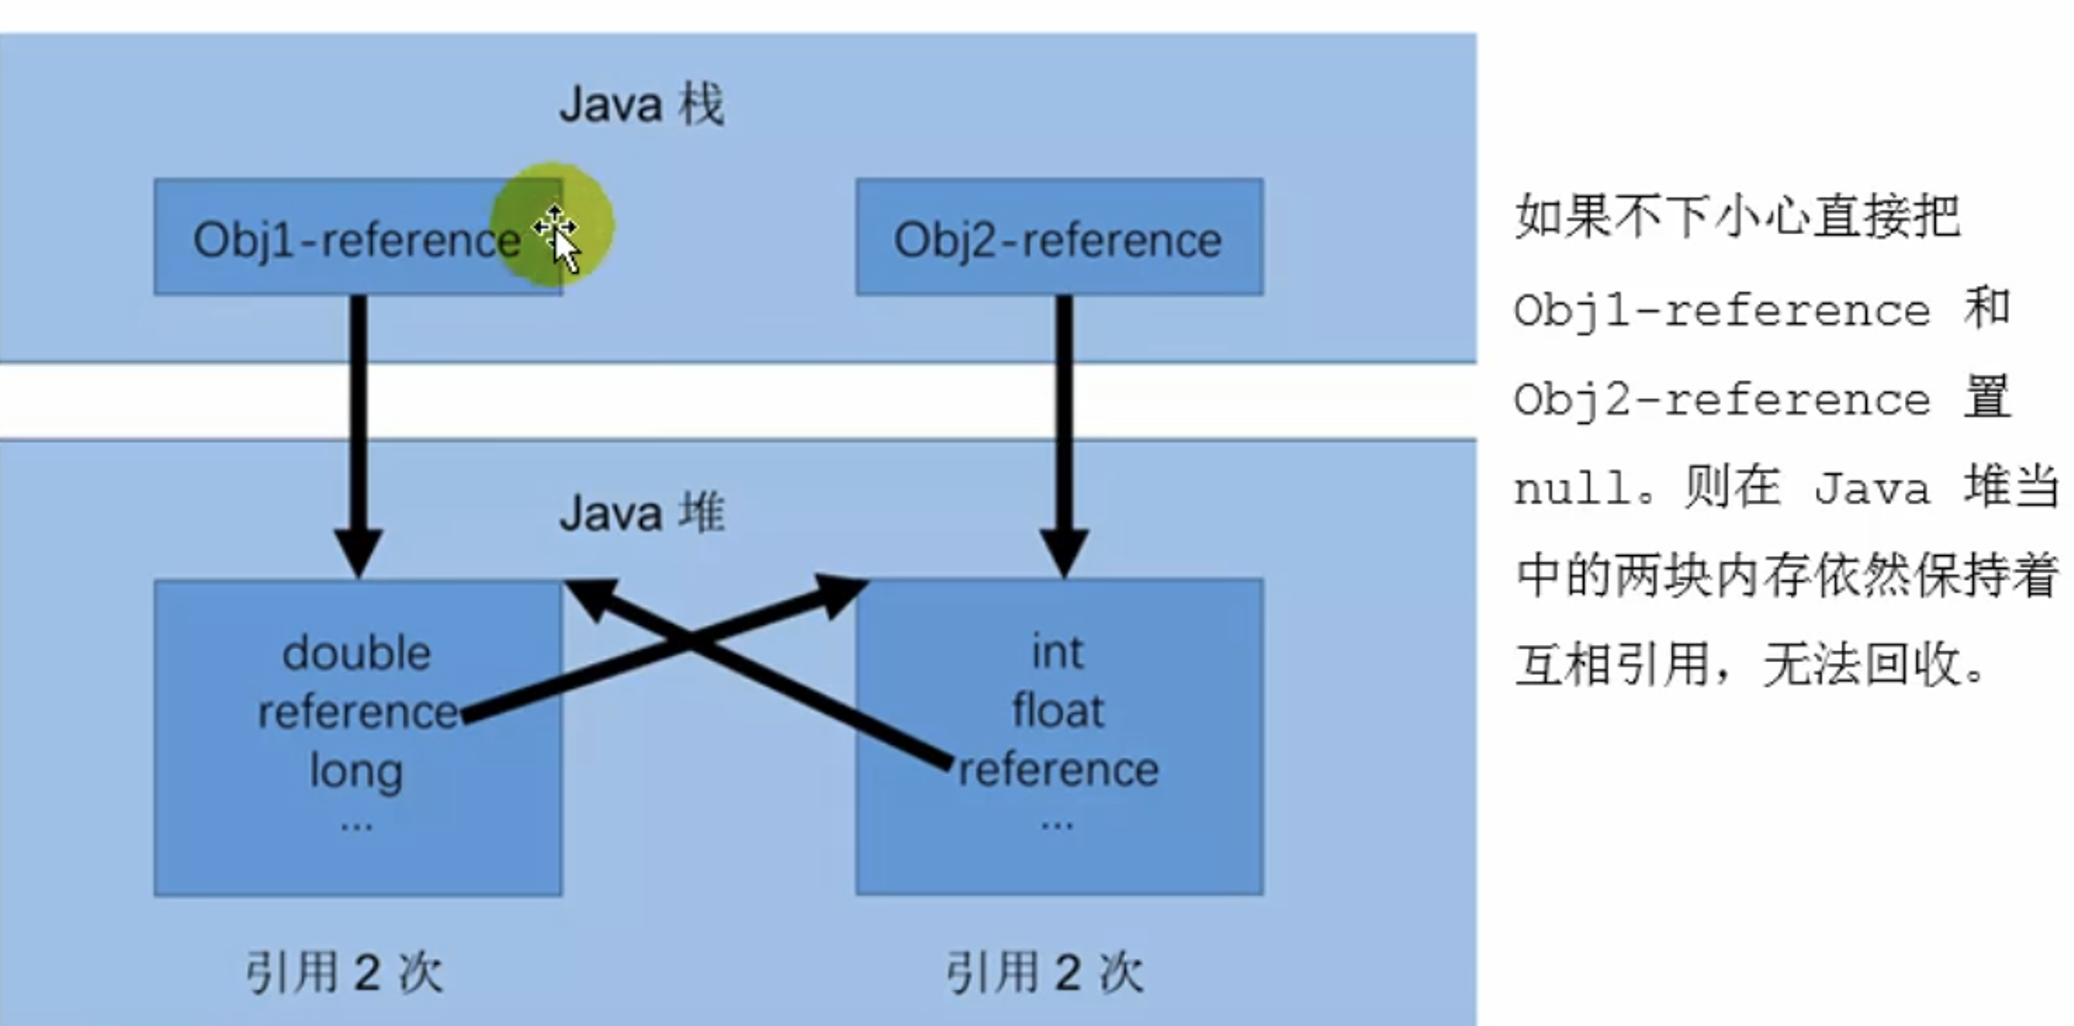 Java 栈
Obj1-reference
Obj2-reference
Java 堆
double
reference
long
...
int
float
reference
...
引用 2 次
引用 2 次
如果不下小心直接把
Obj1-reference 和
Obj2-reference 置
null。则在 Java 堆当
中的两块内存依然保持着
互相引用，无法回收。